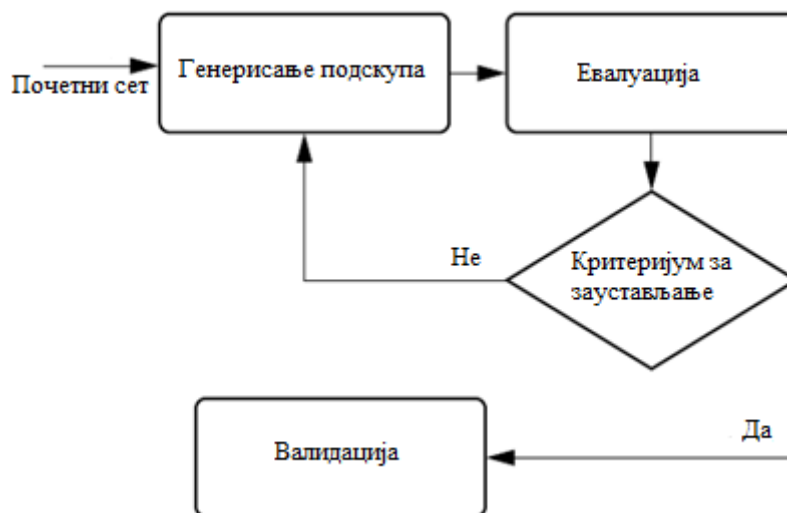 Почетни сет
Генерисање подскупа
Евалуација
Не
Критеријум за
заустављање
Да
Валидација